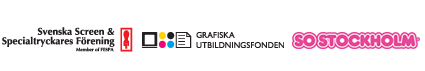 Svenska Screen &
Specialtryckares Förening
Member of FESPA
GRAFISKA
UTBILDNINGSFONDEN
SO STOCKHOLM